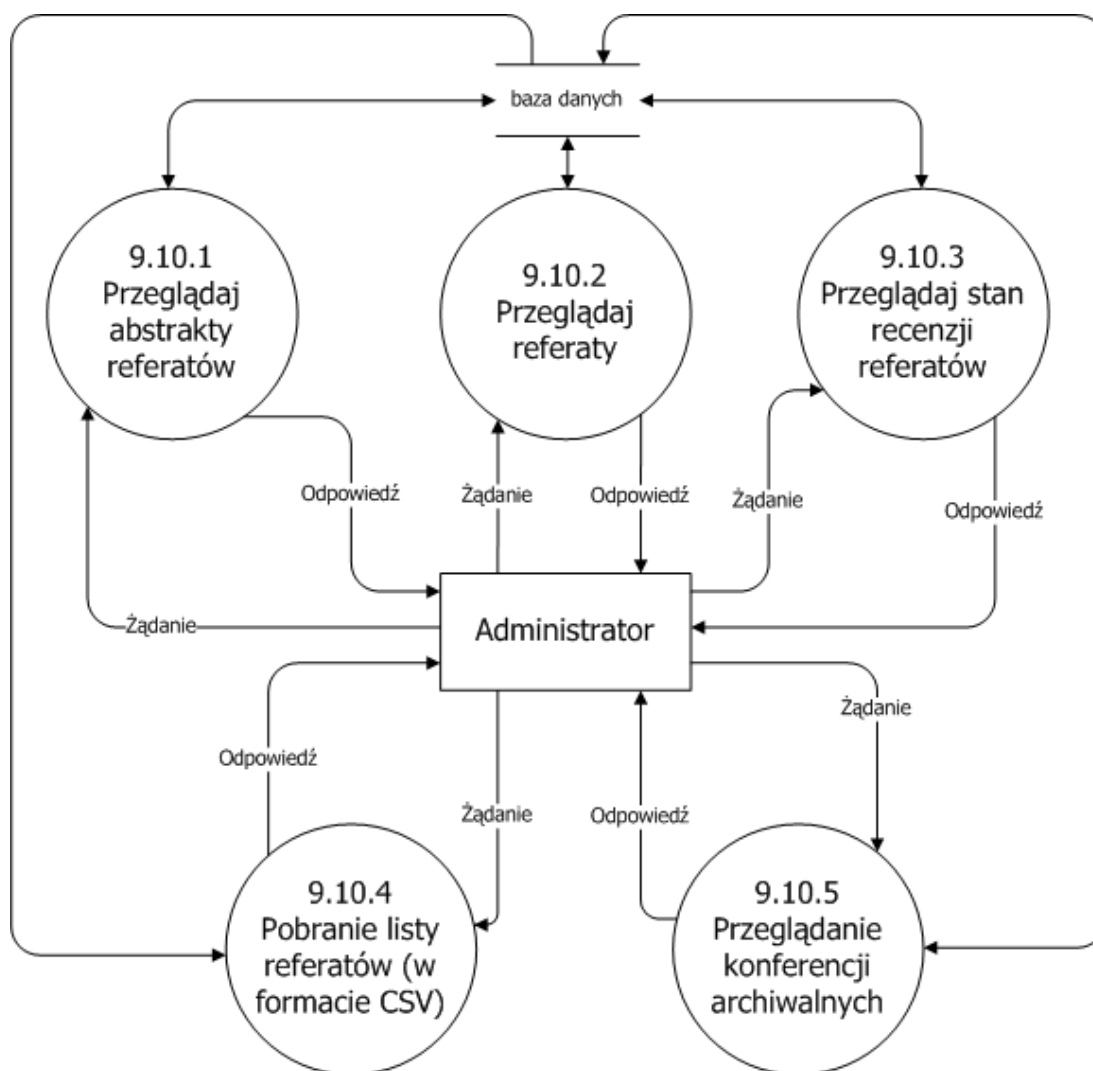 baza danych
9.10.1
Przeglądaj
abstrakty
referatów
9.10.2
Przeglądaj
referaty
9.10.3
Przeglądaj stan
recenzji
referatów
Odpowiedź
Żądanie
Odpowiedź
Żądanie
Odpowiedź
Żądanie
Administrator
Żądanie
Odpowiedź
Żądanie
Odpowiedź
9.10.4
Pobranie listy
referatów (w
formacie CSV)
9.10.5
Przeglądanie
konferencji
archiwalnych